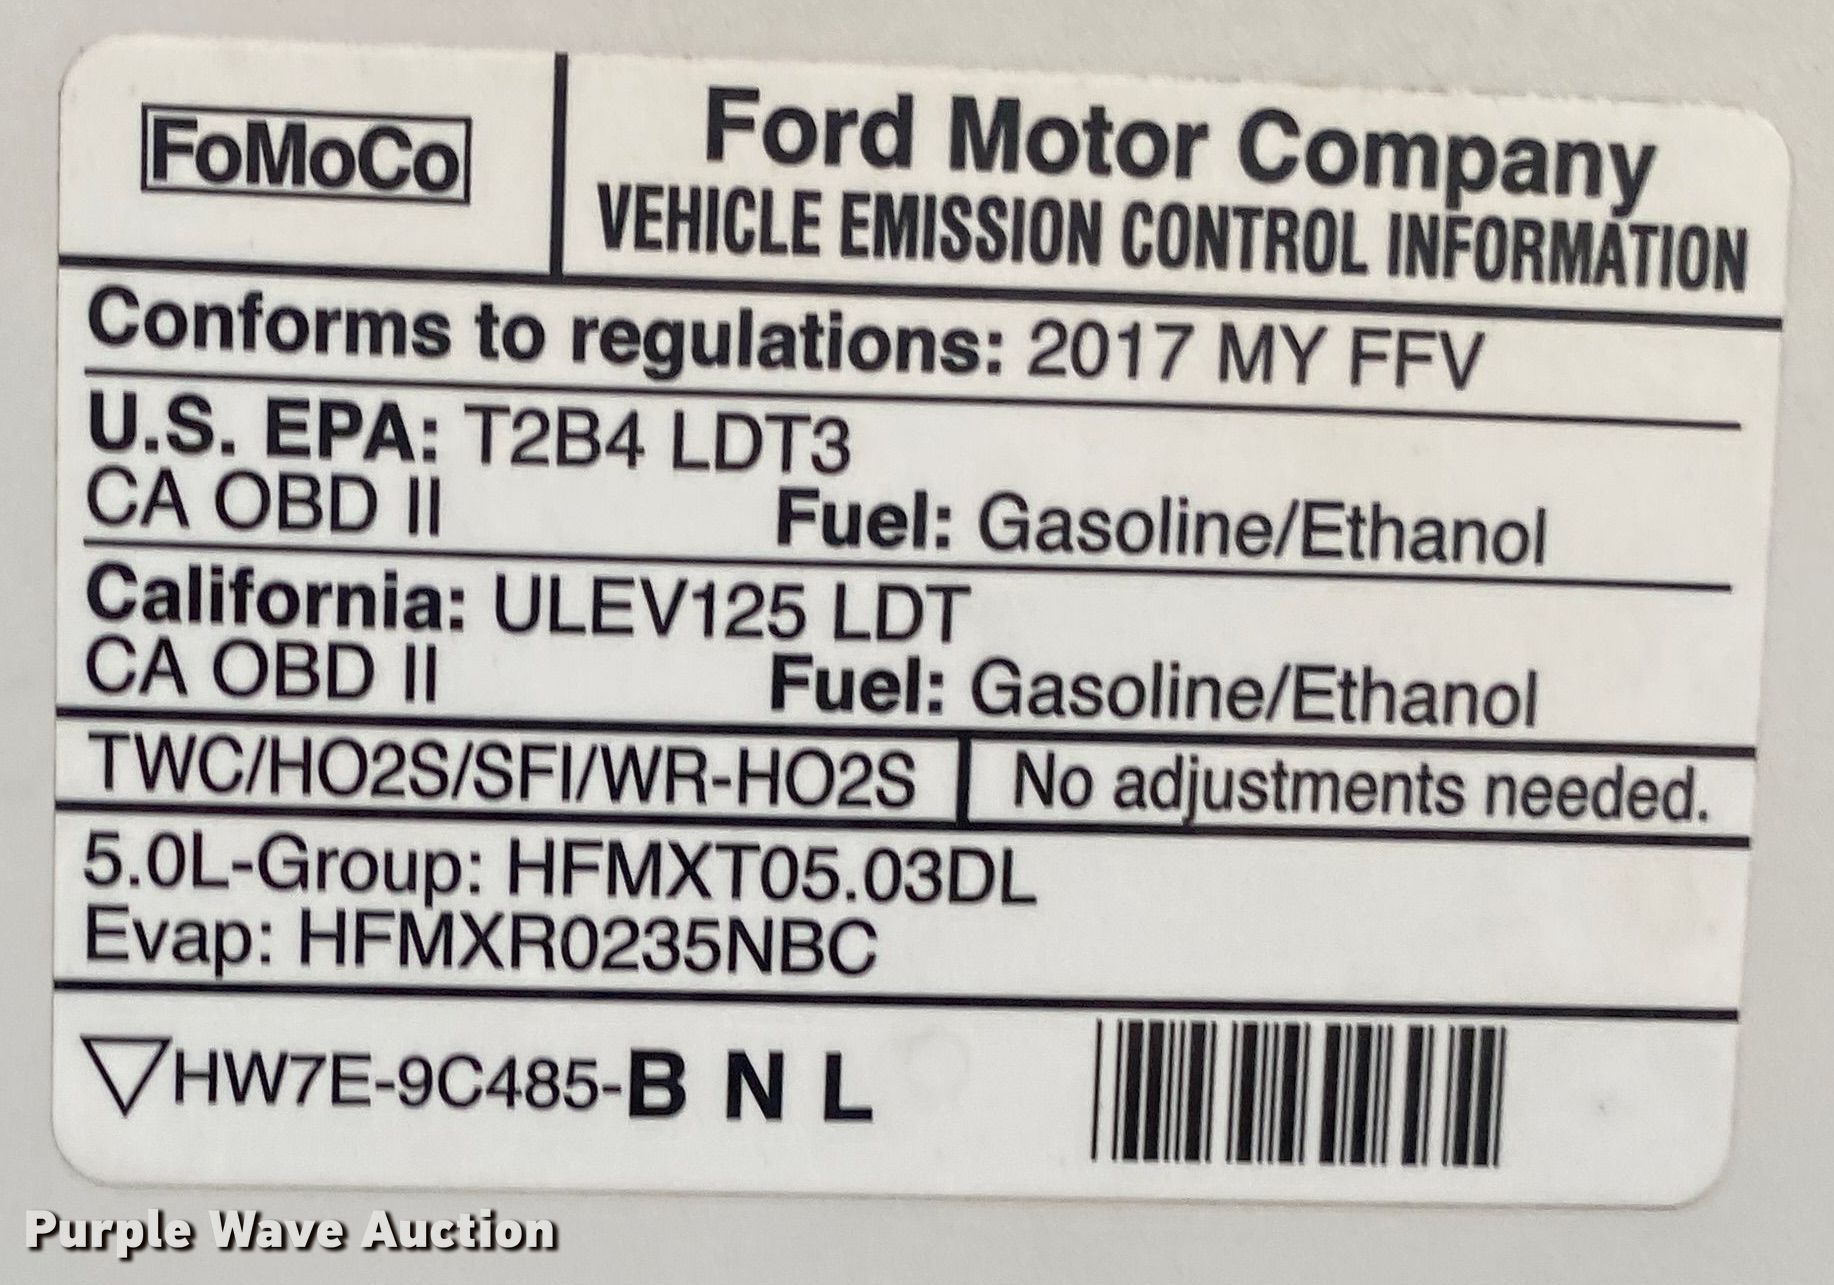 FoMoCo
Ford Motor Company
VEHICLE EMISSION CONTROL INFORMATION
Conforms to regulations: 2017 MY FFV
U.S. EPA: T2B4 LDT3
CA OBD II Fuel: Gasoline/Ethanol
California: ULEV125 LDT
CA OBD II Fuel: Gasoline/Ethanol
TWC/HO2S/SFI/WR-HO2S No adjustments needed.
5.0L-Group: HFMXT05.03DL
Evap: HFMXR0235NBC
HW7E-9C485-B N L
Purple Wave Auction